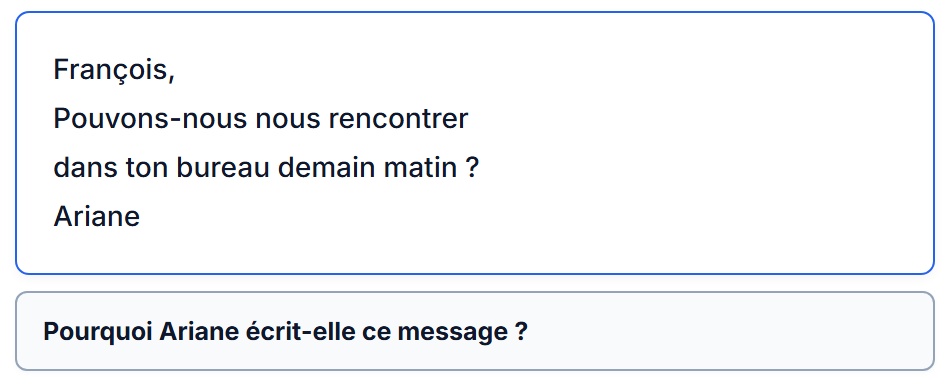 François,
Pouvons-nous nous rencontrer
dans ton bureau demain matin ?
Ariane
Pourquoi Ariane écrit-elle ce message ?